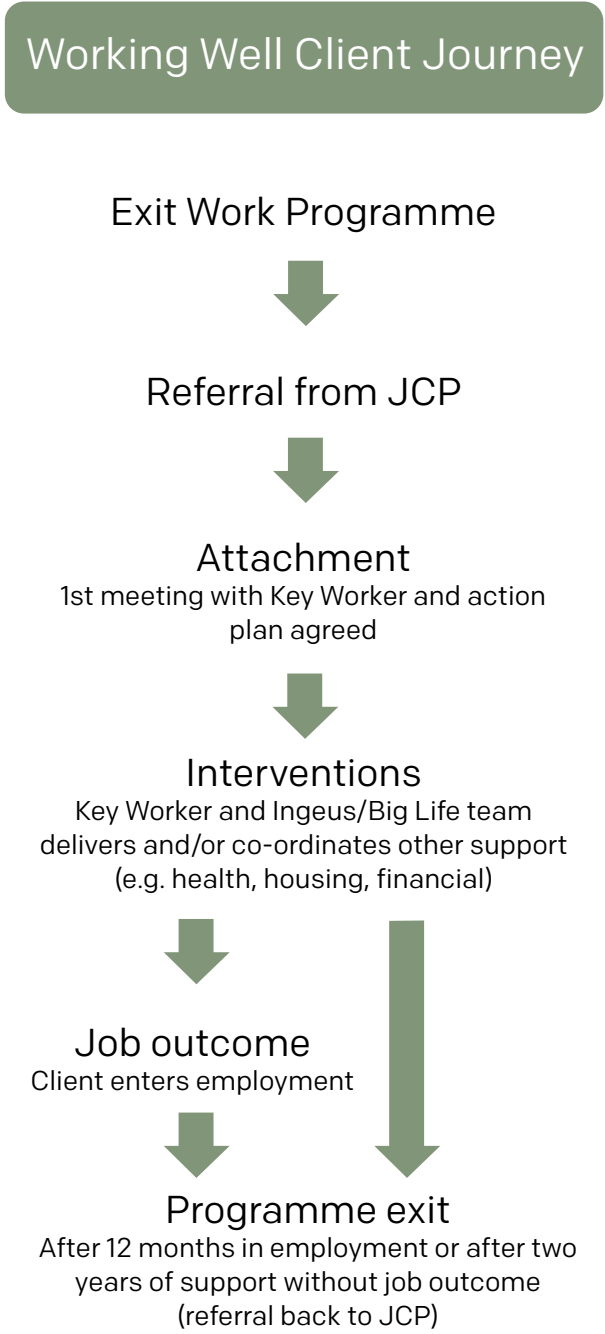 Working Well Client Journey
Exit Work Programme
Referral from JCP
Attachment
1st meeting with Key Worker and action
plan agreed
Interventions
Key Worker and Ingeus/Big Life team
delivers and/or co-ordinates other support
(e.g. health, housing, financial)
Job outcome
Client enters employment
Programme exit
After 12 months in employment or after two
years of support without job outcome
(referral back to JCP)